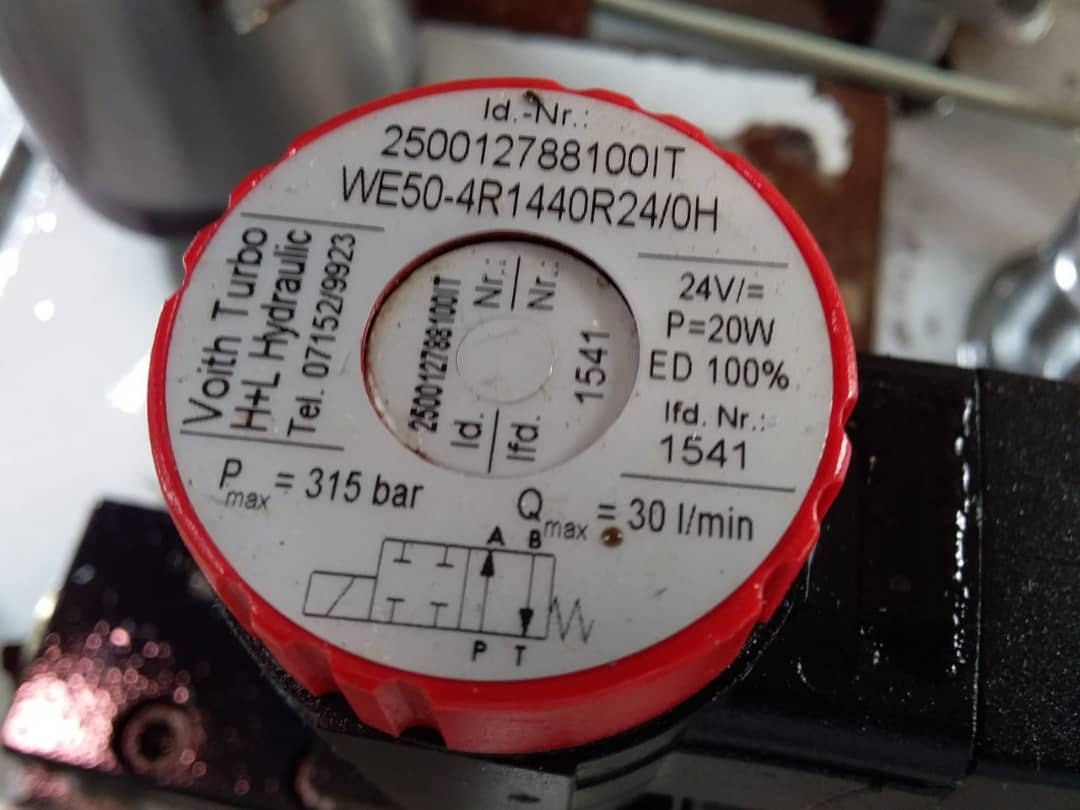 Id.-Nr.:
250012788100IT
WE50-4R1440R24/0H
Voith Turbo
H+L Hydraulic
Tel. 07152/9923
250012788100IT
Id. Nr.:
lfd. Nr.:
1541
24V/=
P=20W
ED 100%
lfd. Nr.:
1541
Pmax = 315 bar
Qmax = 30 l/min
A B
P T